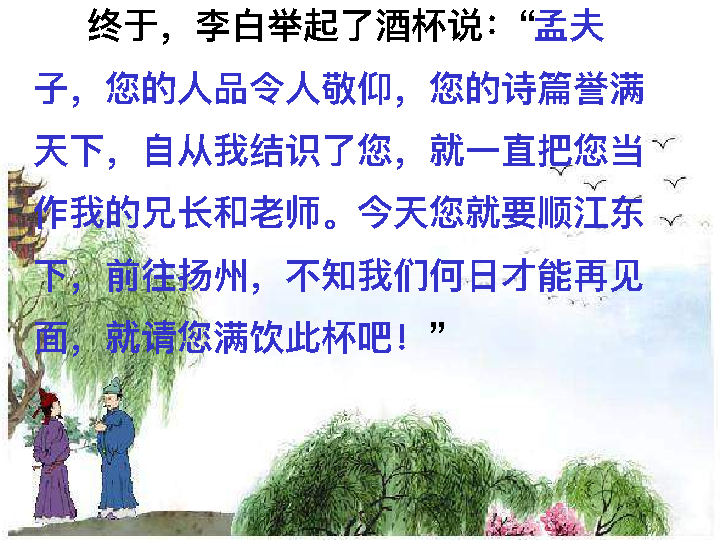 终于，李白举起了酒杯说：“孟夫
子，您的人品令人敬仰，您的诗篇誉满
天下，自从我结识了您，就一直把您当
作我的兄长和老师。今天您就要顺江东
下，前往扬州，不知我们何日才能再见
面，就请您满饮此杯吧！”